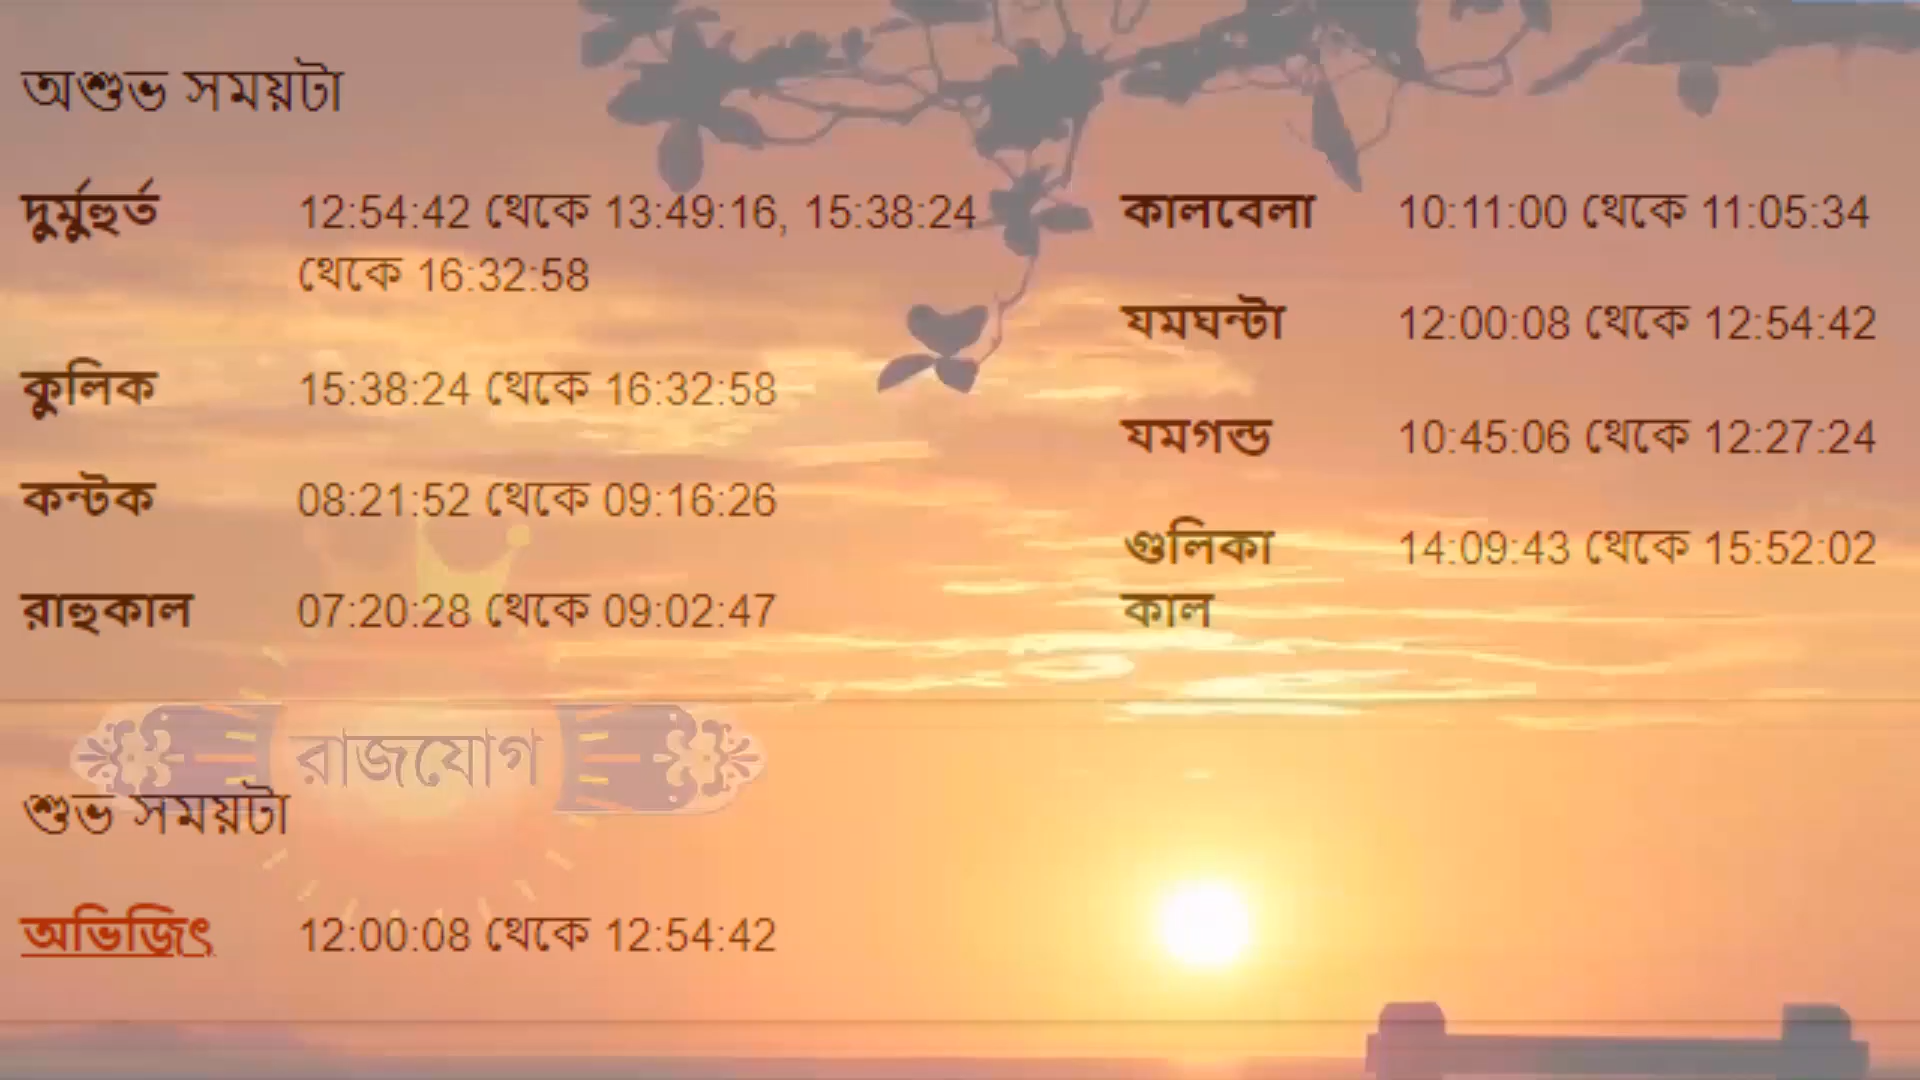 অশুভ সময়টা
দুর্মুহুর্ত 12:54:42 থেকে 13:49:16, 15:38:24
থেকে 16:32:58
কুলিক 15:38:24 থেকে 16:32:58
কন্টক 08:21:52 থেকে 09:16:26
রাহুকাল 07:20:28 থেকে 09:02:47
কালবেলা 10:11:00 থেকে 11:05:34
যমঘন্টা 12:00:08 থেকে 12:54:42
যমগন্ড 10:45:06 থেকে 12:27:24
গুলিকা 14:09:43 থেকে 15:52:02
কাল
রাজযোগ
শুভ সময়টা
অভিজিৎ 12:00:08 থেকে 12:54:42